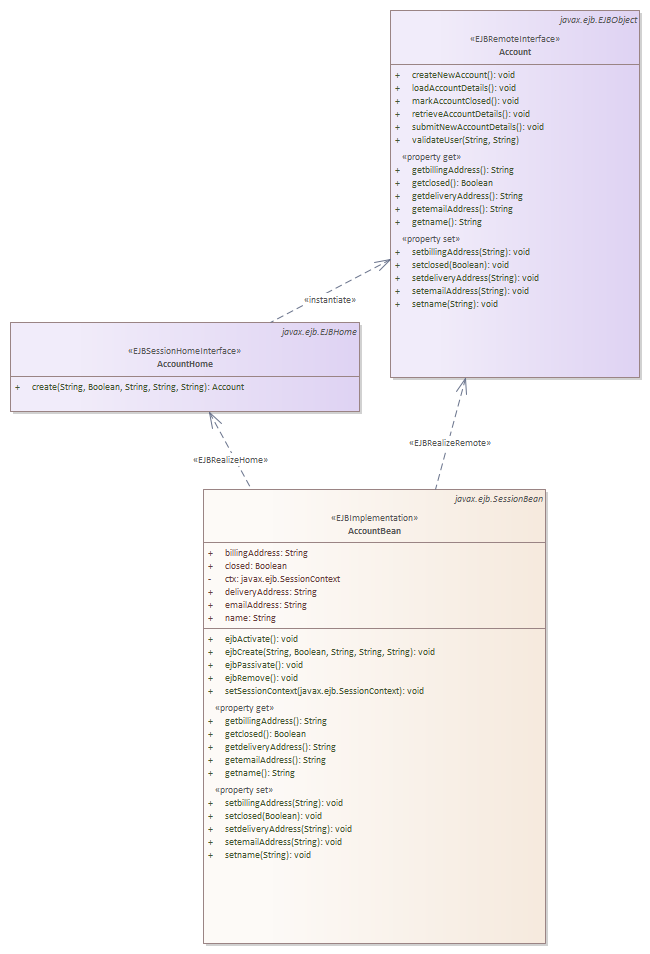 javax.ejb.EJBObject
«EJBRemoteInterface»
Account
+ createNewAccount(): void
+ loadAccountDetails(): void
+ markAccountClosed(): void
+ retrieveAccountDetails(): void
+ submitNewAccountDetails(): void
+ validateUser(String, String)
«property get»
+ getbillingAddress(): String
+ getclosed(): Boolean
+ getdeliveryAddress(): String
+ getemailAddress(): String
+ getname(): String
«property set»
+ setbillingAddress(String): void
+ setclosed(Boolean): void
+ setdeliveryAddress(String): void
+ setemailAddress(String): void
+ setname(String): void
«instantiate»
javax.ejb.EJBHome
«EJBSessionHomeInterface»
AccountHome
+ create(String, Boolean, String, String, String): Account
«EJBRealizeRemote»
«EJBRealizeHome»
javax.ejb.SessionBean
«EJBImplementation»
AccountBean
+ billingAddress: String
+ closed: Boolean
- ctx: javax.ejb.SessionContext
+ deliveryAddress: String
+ emailAddress: String
+ name: String
+ ejbActivate(): void
+ ejbCreate(String, Boolean, String, String, String): void
+ ejbPassivate(): void
+ ejbRemove(): void
+ setSessionContext(javax.ejb.SessionContext): void
«property get»
+ getbillingAddress(): String
+ getclosed(): Boolean
+ getdeliveryAddress(): String
+ getemailAddress(): String
+ getname(): String
«property set»
+ setbillingAddress(String): void
+ setclosed(Boolean): void
+ setdeliveryAddress(String): void
+ setemailAddress(String): void
+ setname(String): void